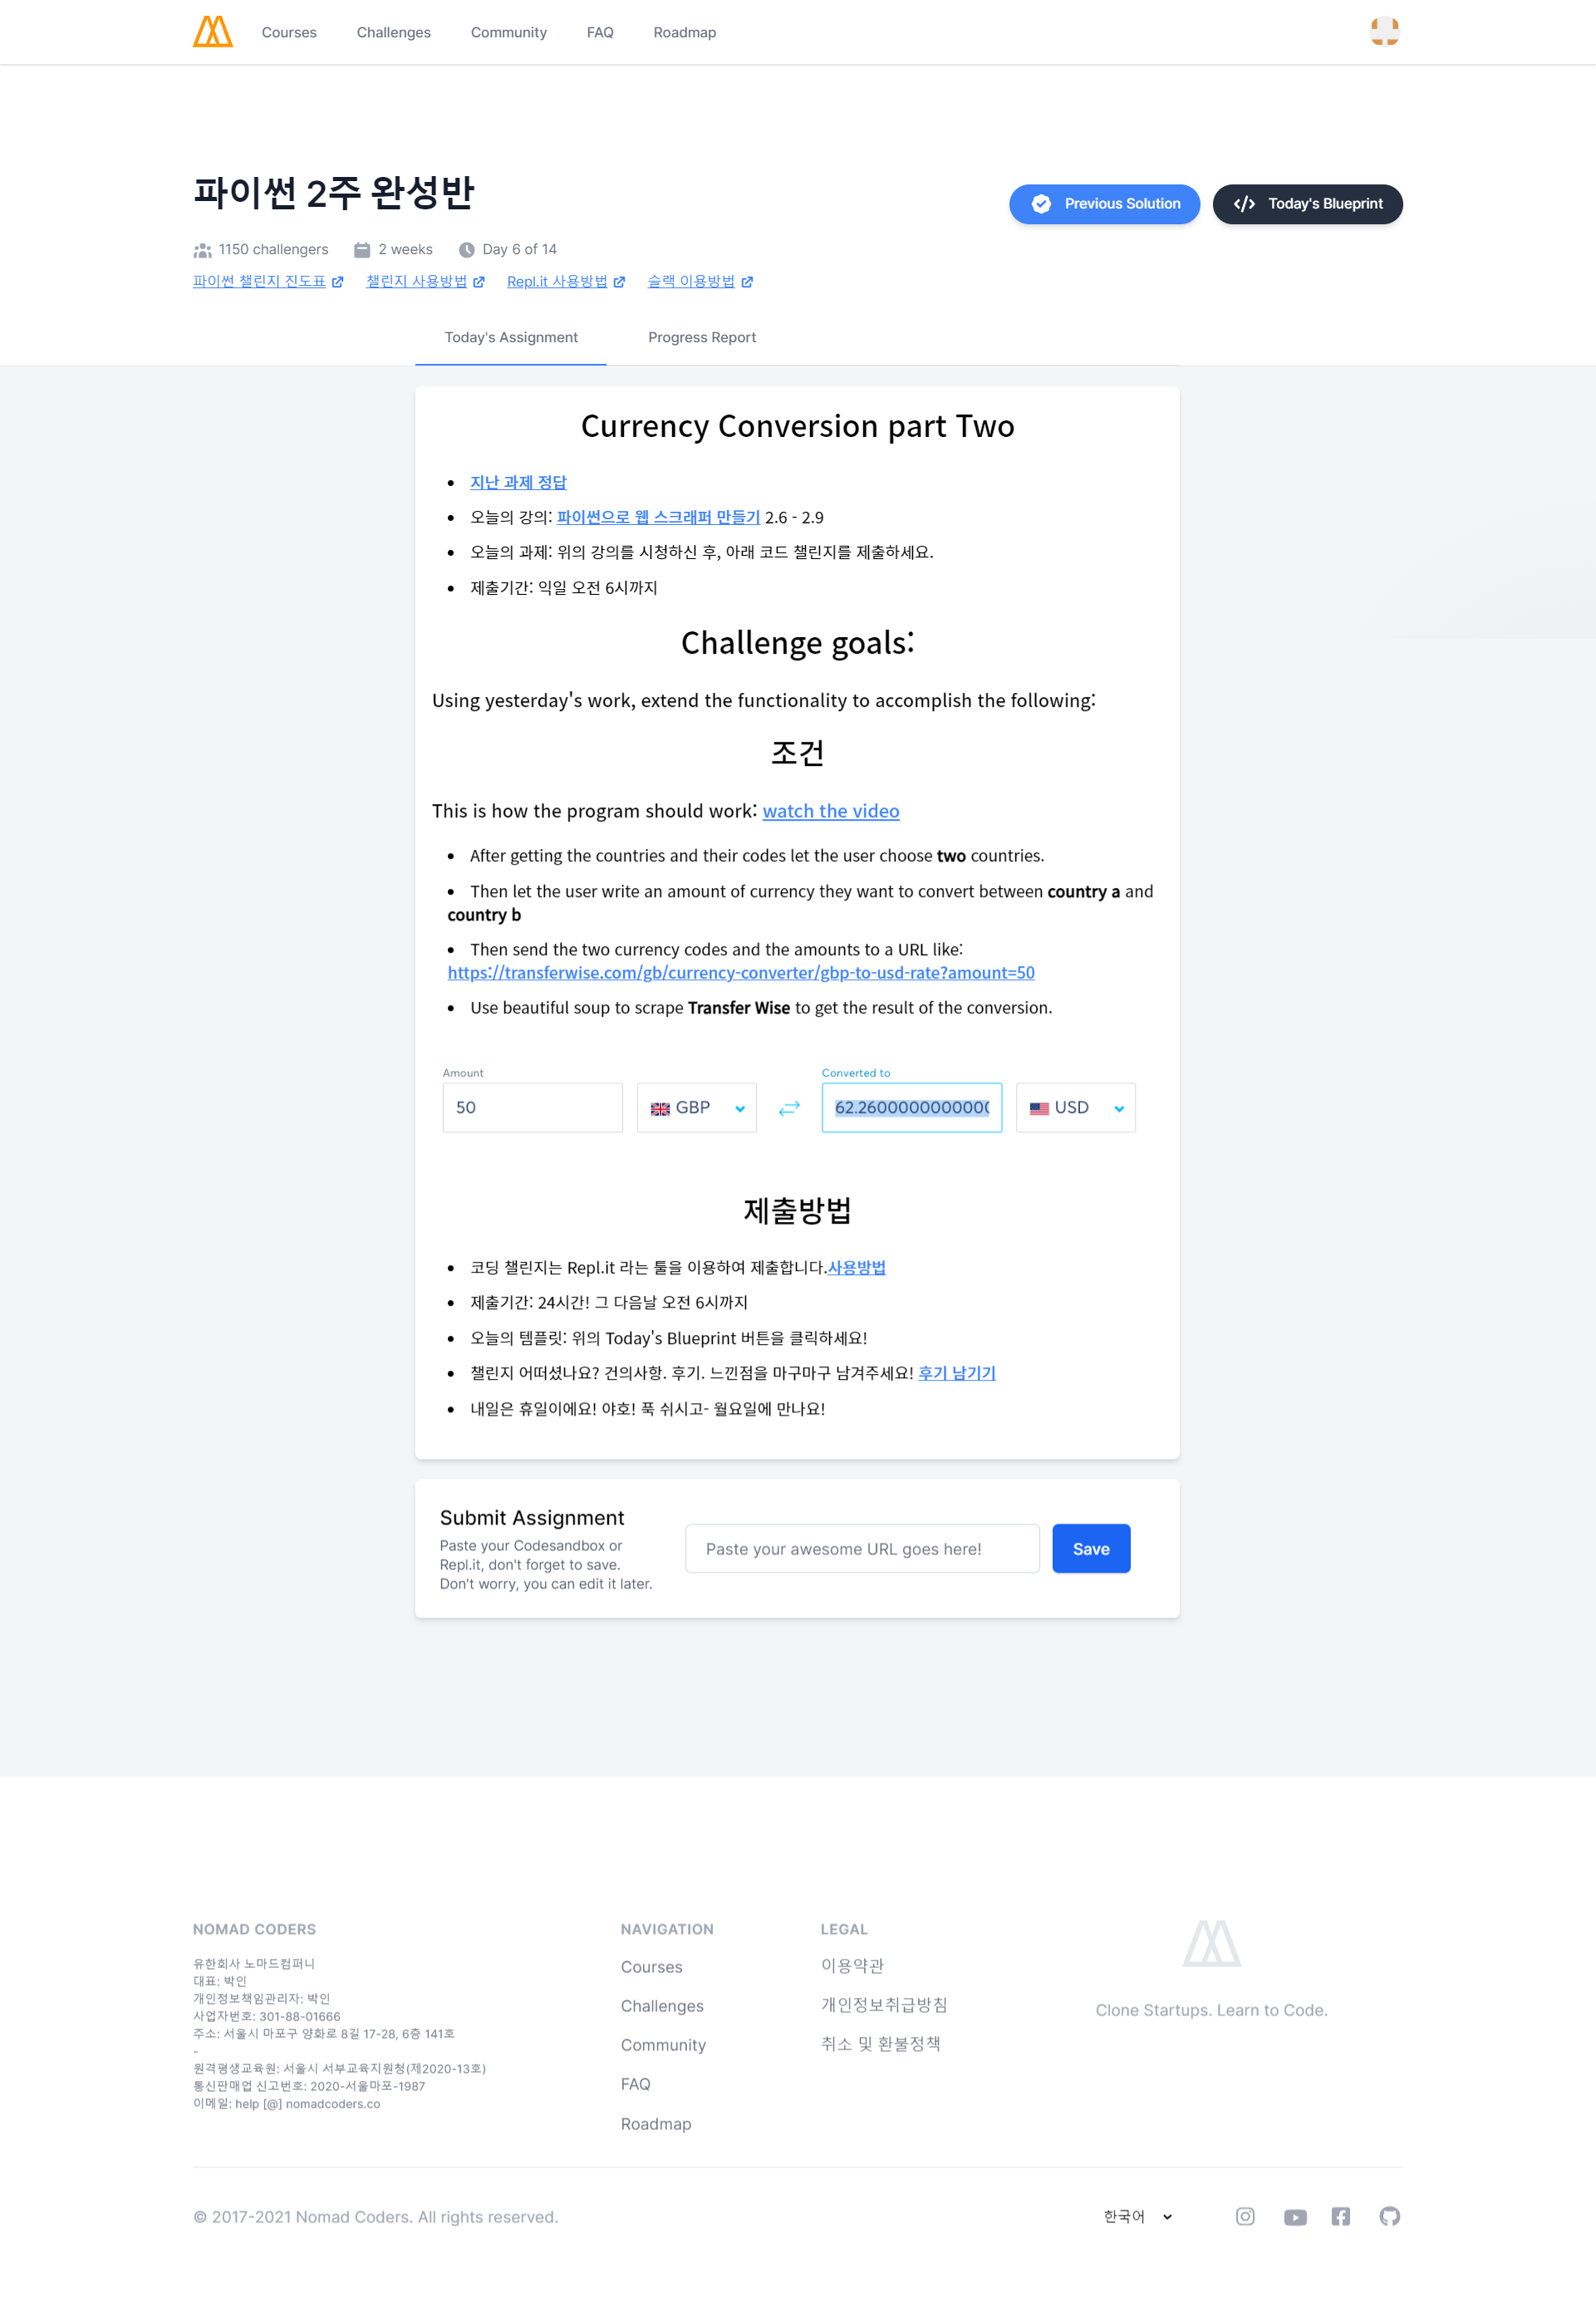 Courses Challenges Community FAQ Roadmap
파이썬 2주 완성반
Previous Solution
Today's Blueprint
1150 challengers 2 weeks Day 6 of 14
파이썬 챌린지 진도표 챌린지 사용방법 Repl.it 사용방법 슬랙 이용방법
Today's Assignment Progress Report
Currency Conversion part Two
지난 과제 정답
오늘의 강의: 파이썬으로 웹 스크래퍼 만들기 2.6 - 2.9
오늘의 과제: 위의 강의를 시청하신 후, 아래 코드 챌린지를 제출하세요.
제출기간: 익일 오전 6시까지
Challenge goals:
Using yesterday's work, extend the functionality to accomplish the following:
조건
This is how the program should work: watch the video
After getting the countries and their codes let the user choose two countries.
Then let the user write an amount of currency they want to convert between country a and
country b
Then send the two currency codes and the amounts to a URL like:
https://transferwise.com/gb/currency-converter/gbp-to-usd-rate?amount=50
Use beautiful soup to scrape Transfer Wise to get the result of the conversion.
Amount Converted to
50 GBP 62.2600000000000 USD
제출방법
코딩 챌린지는 Repl.it 라는 툴을 이용하여 제출합니다.사용방법
제출기간: 24시간! 그 다음날 오전 6시까지
오늘의 템플릿: 위의 Today's Blueprint 버튼을 클릭하세요!
챌린지 어떠셨나요? 건의사항. 후기. 느낀점을 마구마구 남겨주세요! 후기 남기기
내일은 휴일이에요! 야호! 푹 쉬시고- 월요일에 만나요!
Submit Assignment
Paste your Codesandbox or
Repl.it, don't forget to save.
Don't worry, you can edit it later.
Paste your awesome URL goes here!
Save
NOMAD CODERS
유한회사 노마드컴퍼니
대표: 박인
개인정보책임관리자: 박인
사업자번호: 301-88-01666
주소: 서울시 마포구 양화로 8길 17-28, 6층 141호
-
원격평생교육원: 서울시 서부교육지원청(제2020-13호)
통신판매업 신고번호: 2020-서울마포-1987
이메일: help [@] nomadcoders.co
NAVIGATION
Courses
Challenges
Community
FAQ
Roadmap
LEGAL
이용약관
개인정보취급방침
취소 및 환불정책
Clone Startups. Learn to Code.
© 2017-2021 Nomad Coders. All rights reserved.
한국어